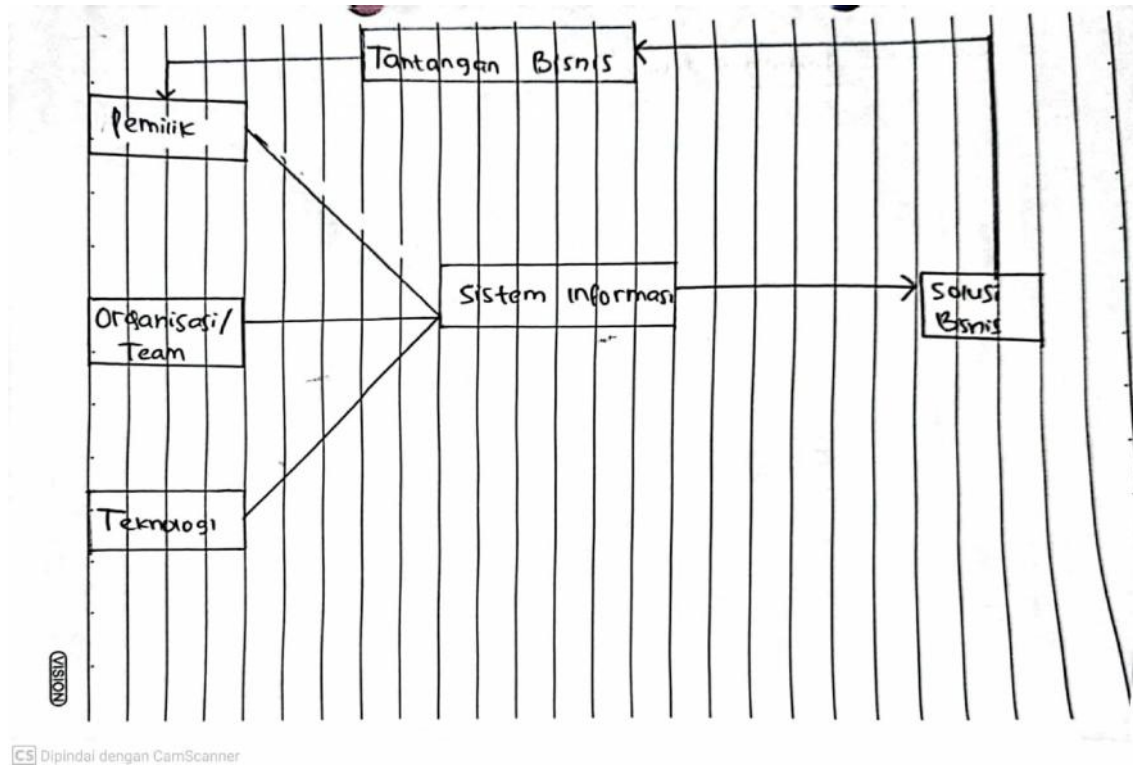 Tantangan Bisnis
Pemilik
Sistem Informasi
Solusi
Bisnis
Organisasi/
Team
Teknologi
VISION
CS Dipindai dengan CamScanner